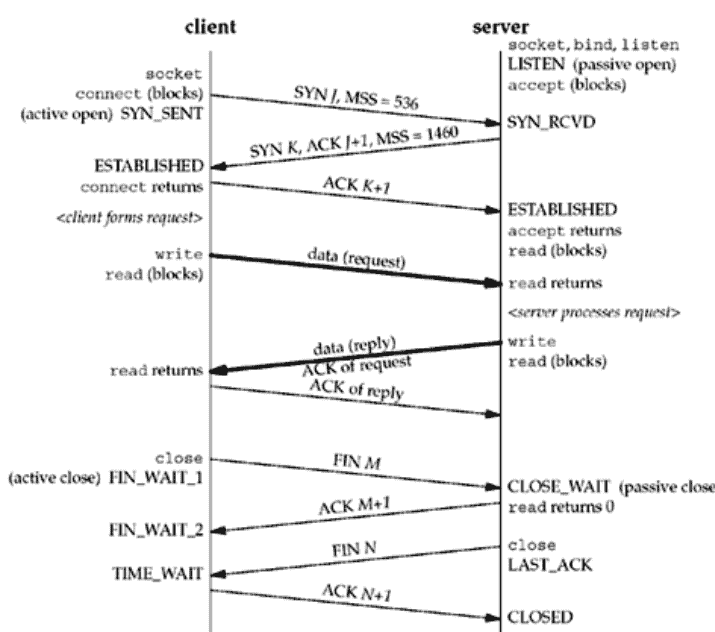 client
server
socket, bind, listen
LISTEN (passive open)
accept (blocks)
socket
connect (blocks)
(active open) SYN_SENT
SYN J, MSS = 536
SYN_RCVD
SYN K, ACK J+1, MSS = 1460
ESTABLISHED
connect returns
ACK K+1
ESTABLISHED
accept returns
read (blocks)
<client forms request>
write
read (blocks)
data (request)
read returns
<server processes request>
write
read (blocks)
data (reply)
ACK of request
read returns
ACK of reply
close
(active close) FIN_WAIT_1
FIN M
CLOSE_WAIT (passive close
read returns 0
ACK M+1
FIN_WAIT_2
close
LAST_ACK
FIN N
TIME_WAIT
ACK N+1
CLOSED